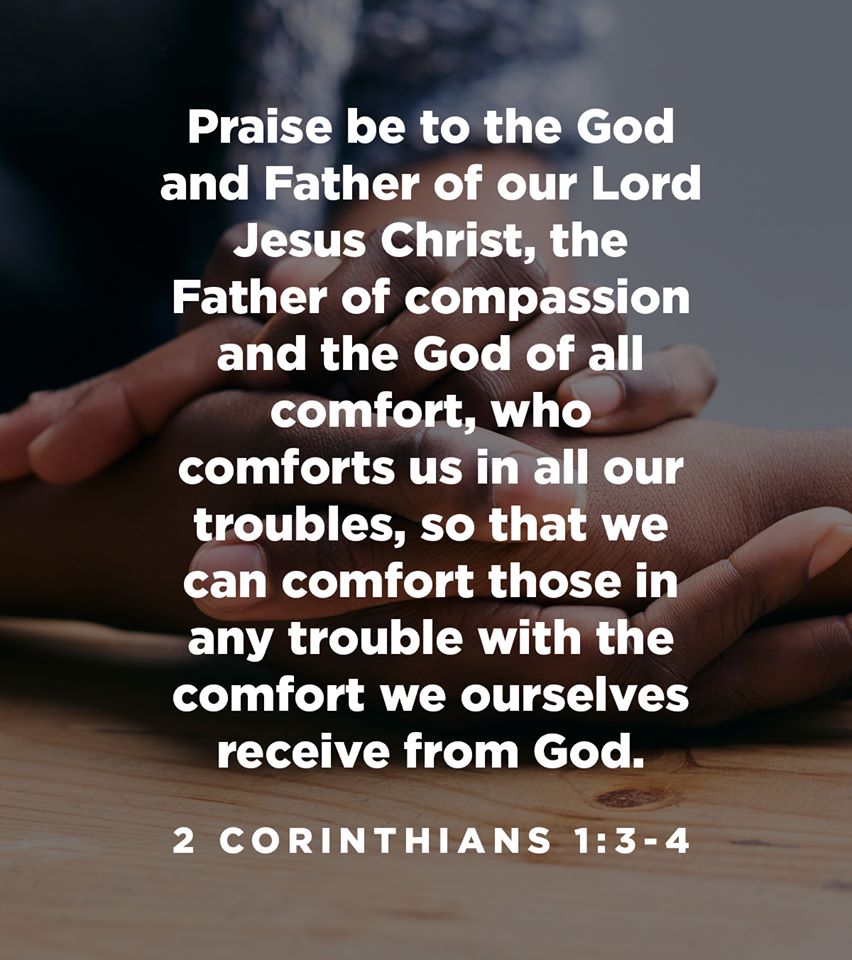 Praise be to the God
and Father of our Lord
Jesus Christ, the
Father of compassion
and the God of all
comfort, who
comforts us in all our
troubles, so that we
can comfort those in
any trouble with the
comfort we ourselves
receive from God.
2 CORINTHIANS 1:3-4